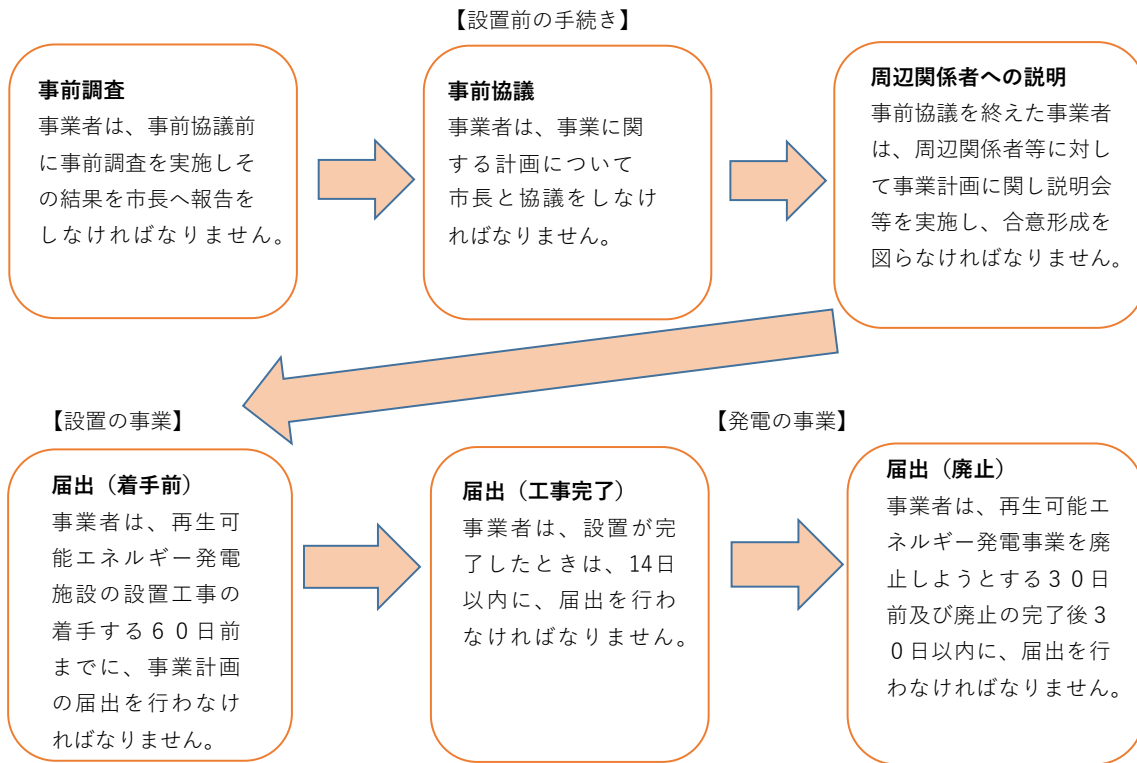 【設置前の手続き】
事前調査
事業者は、事前協議前
に事前調査を実施しそ
の結果を市長へ報告を
しなければなりません。
事前協議
事業者は、事業に関
する計画について
市長と協議をしなけ
ればなりません。
周辺関係者への説明
事前協議を終えた事業者
は、周辺関係者等に対し
て事業計画に関し説明会
等を実施し、合意形成を
図らなければなりません。
【設置の事業】
【発電の事業】
届出（着手前）
事業者は、再生可
能エネルギー発電
施設の設置工事の
着手する６０日前
までに、事業計画
の届出を行わなけ
ればなりません。
届出（工事完了）
事業者は、設置が完
了したときは、14日
以内に、届出を行わ
なければなりません。
届出（廃止）
事業者は、再生可能エ
ネルギー発電事業を廃
止しようとする３０日
前及び廃止の完了後３
０日以内に、届出を行
わなければなりません。